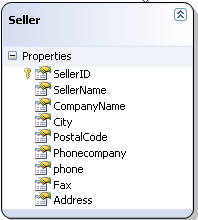 Seller
Properties
SellerID
SellerName
CompanyName
City
PostalCode
Phonecompany
phone
Fax
Address